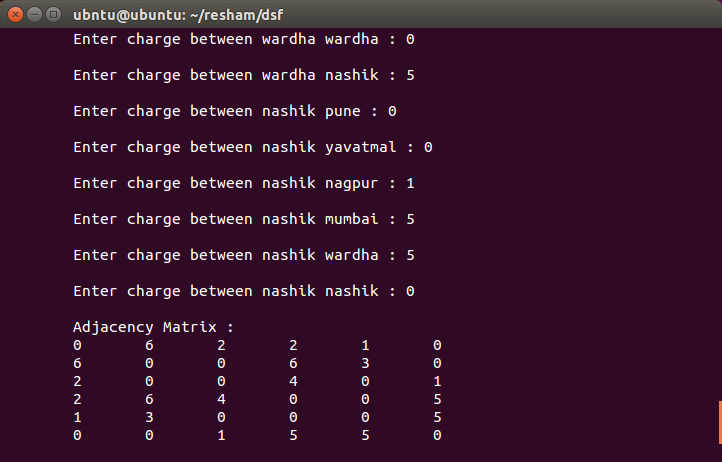 ubntu@ubuntu: ~/resham/dsf
Enter charge between wardha wardha : 0
Enter charge between wardha nashik : 5
Enter charge between nashik pune : 0
Enter charge between nashik yavatmal : 0
Enter charge between nashik nagpur : 1
Enter charge between nashik mumbai : 5
Enter charge between nashik wardha : 5
Enter charge between nashik nashik : 0
Adjacency Matrix :
0 6 2 2 1 0
6 0 0 6 3 0
2 0 0 4 0 1
2 6 4 0 0 5
1 3 0 0 0 5
0 0 1 5 5 0